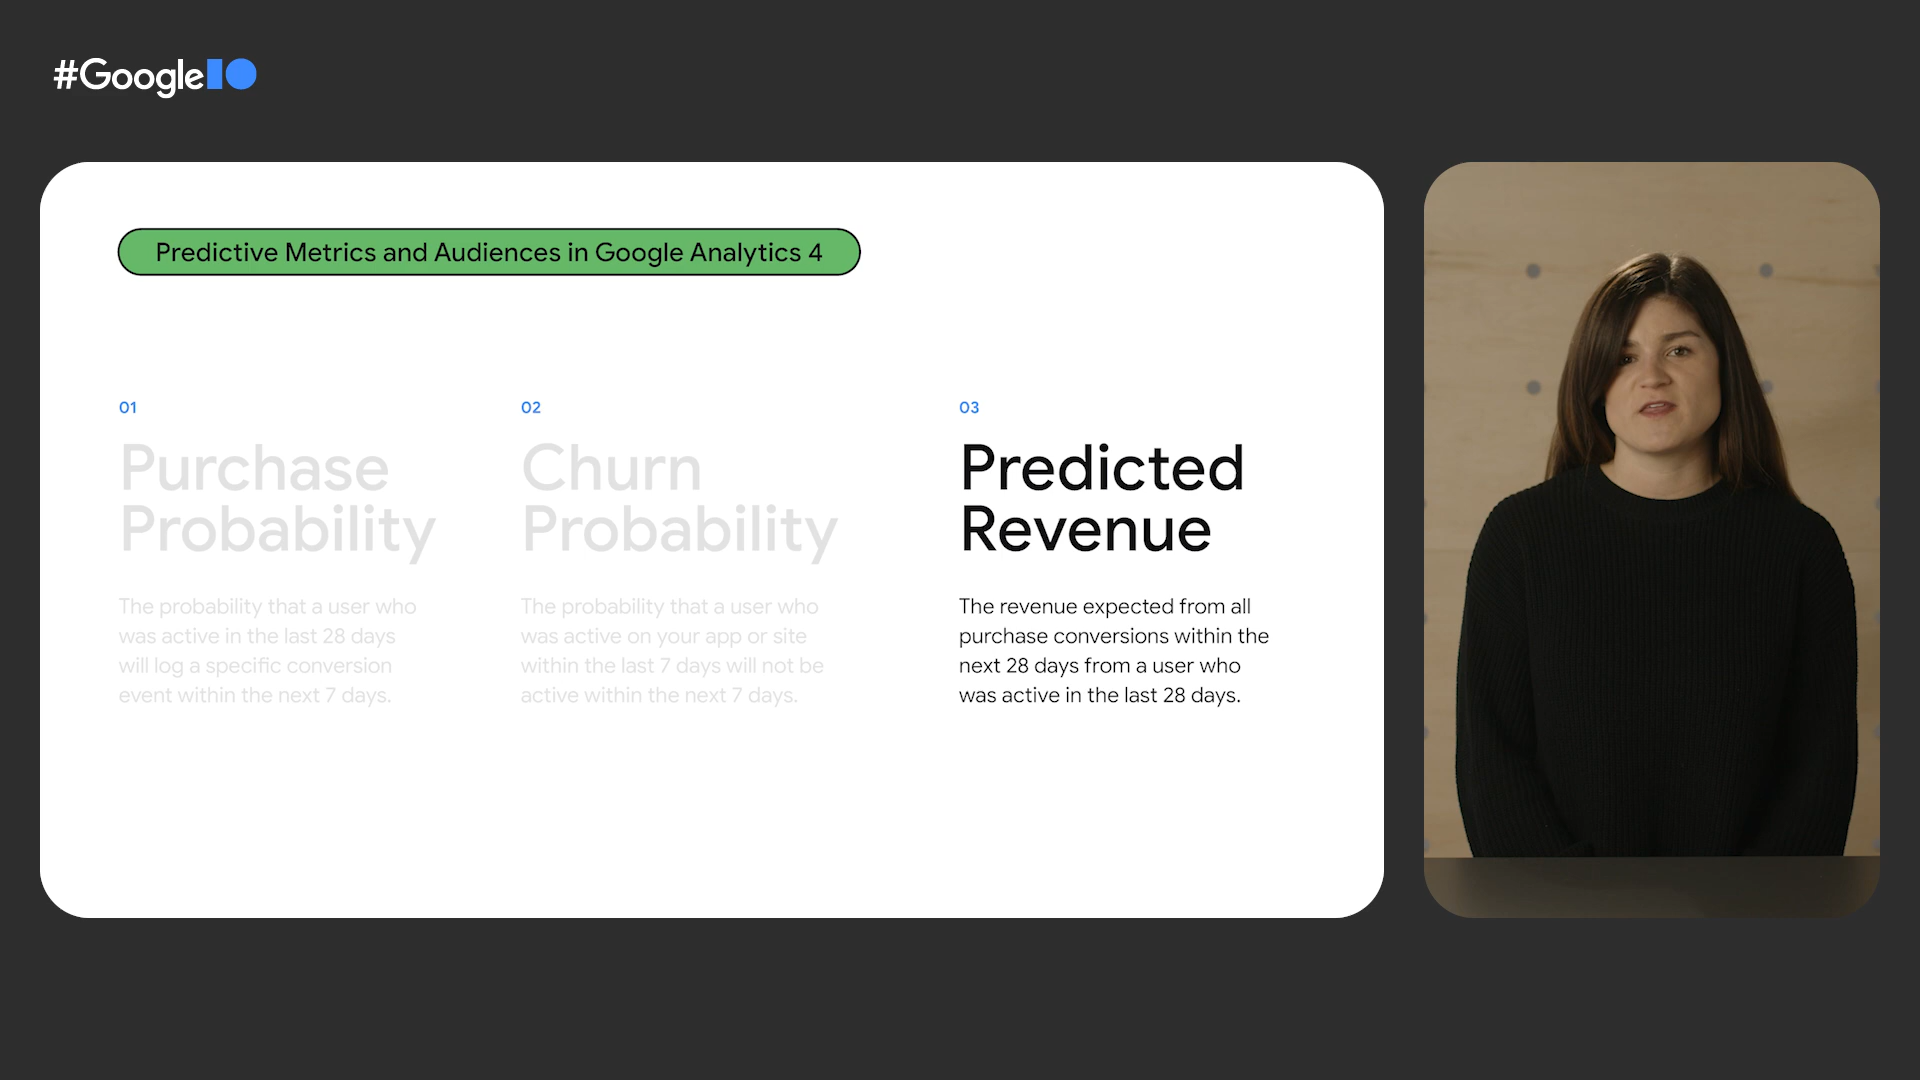 #GoogleIO
Predictive Metrics and Audiences in Google Analytics 4
01
Purchase
Probability
The probability that a user who
was active in the last 28 days
will log a specific conversion
event within the next 7 days.
02
Churn
Probability
The probability that a user who
was active on your app or site
within the last 7 days will not be
active within the next 7 days.
03
Predicted
Revenue
The revenue expected from all
purchase conversions within the
next 28 days from a user who
was active in the last 28 days.